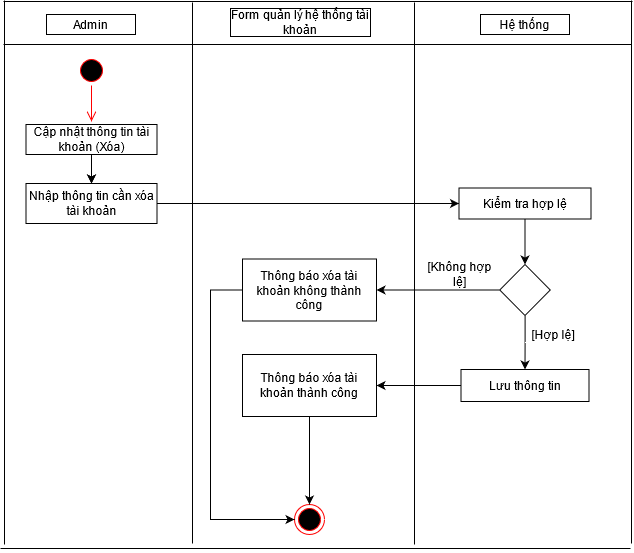 Admin
Form quản lý hệ thống tài
khoản
Hệ thống
Cập nhật thông tin tài
khoản (Xóa)
Nhập thông tin cần xóa
tài khoản
Kiểm tra hợp lệ
[Không hợp
lệ]
Thông báo xóa tài
khoản không thành
công
[Hợp lệ]
Thông báo xóa tài
khoản thành công
Lưu thông tin